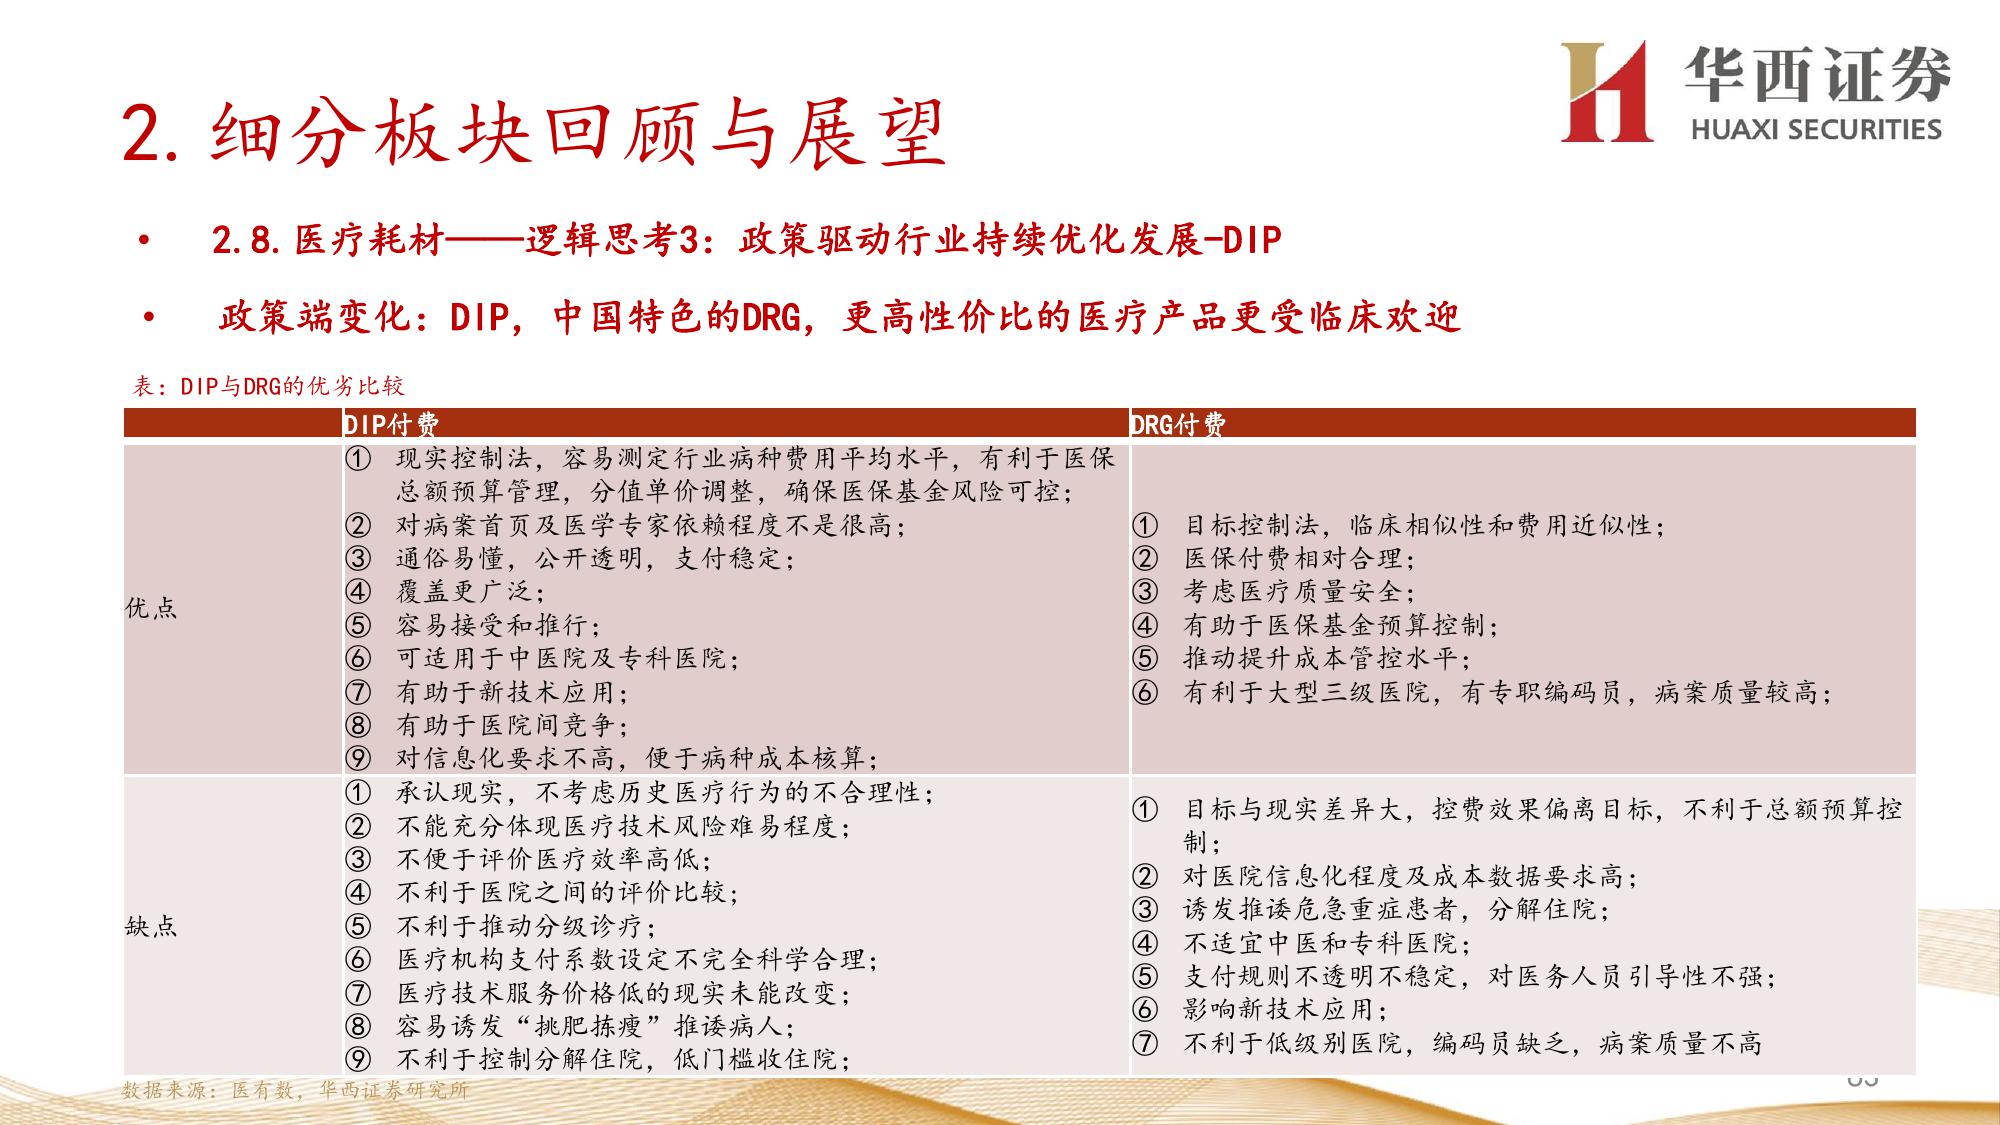 华西证券
HUAXI SECURITIES
2. 细分板块回顾与展望
• 2.8.医疗耗材——逻辑思考3：政策驱动行业持续优化发展-DIP
• 政策端变化：DIP，中国特色的DRG，更高性价比的医疗产品更受临床欢迎
表：DIP与DRG的优劣比较
DIP付费 DRG付费
优点
① 现实控制法，容易测定行业病种费用平均水平，有利于医保
总额预算管理，分值单价调整，确保医保基金风险可控；
② 对病案首页及医学专家依赖程度不是很高；
③ 通俗易懂，公开透明，支付稳定；
④ 覆盖更广泛；
⑤ 容易接受和推行；
⑥ 可适用于中医院及专科医院；
⑦ 有助于新技术应用；
⑧ 有助于医院间竞争；
⑨ 对信息化要求不高，便于病种成本核算；
① 目标控制法，临床相似性和费用近似性；
② 医保付费相对合理；
③ 考虑医疗质量安全；
④ 有助于医保基金预算控制；
⑤ 推动提升成本管控水平；
⑥ 有利于大型三级医院，有专职编码员，病案质量较高；
缺点
① 承认现实，不考虑历史医疗行为的不合理性；
② 不能充分体现医疗技术风险难易程度；
③ 不便于评价医疗效率高低；
④ 不利于医院之间的评价比较；
⑤ 不利于推动分级诊疗；
⑥ 医疗机构支付系数设定不完全科学合理；
⑦ 医疗技术服务价格低的现实未能改变；
⑧ 容易诱发“挑肥拣瘦”推诿病人；
⑨ 不利于控制分解住院，低门槛收住院；
① 目标与现实差异大，控费效果偏离目标，不利于总额预算控
制；
② 对医院信息化程度及成本数据要求高；
③ 诱发推诿危急重症患者，分解住院；
④ 不适宜中医和专科医院；
⑤ 支付规则不透明不稳定，对医务人员引导性不强；
⑥ 影响新技术应用；
⑦ 不利于低级别医院，编码员缺乏，病案质量不高
数据来源：医有数，华西证券研究所